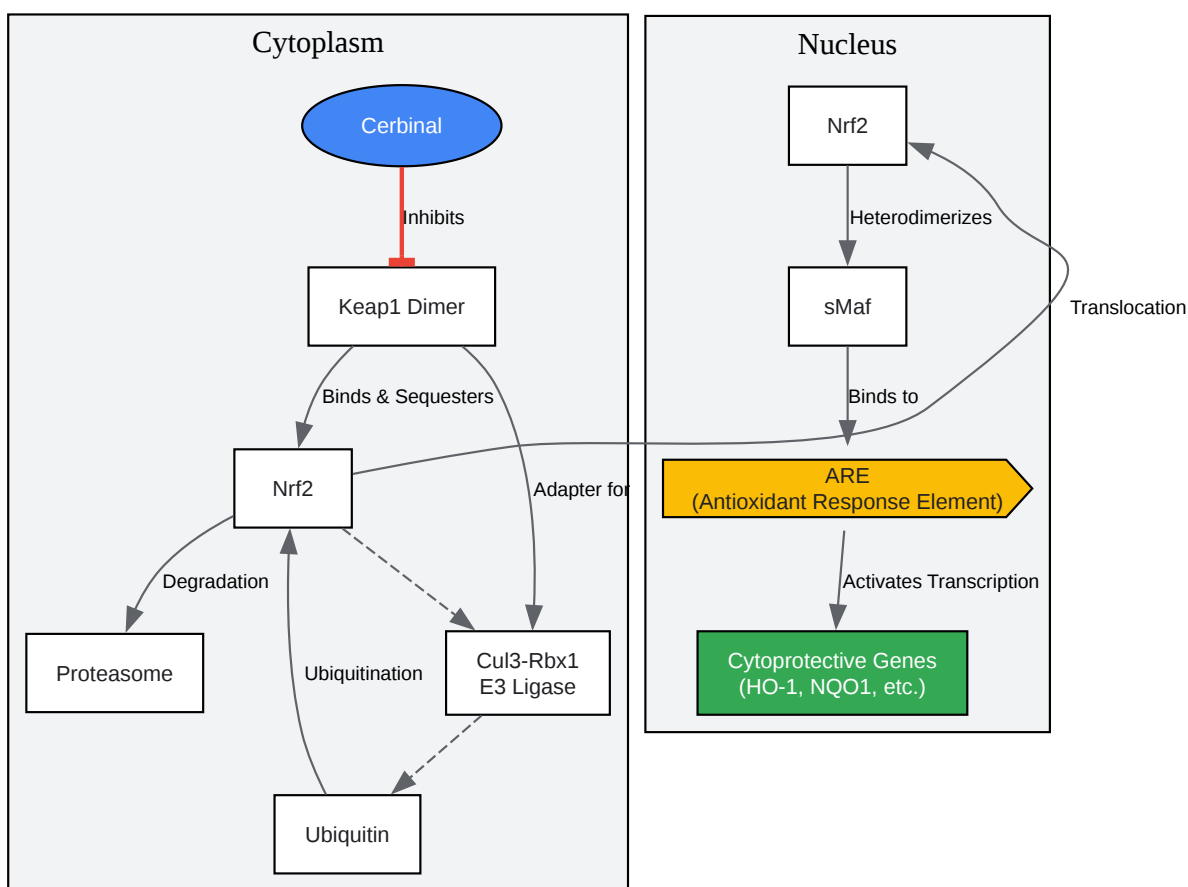 Cytoplasm
Cerbinal
Inhibits
Keap1 Dimer
Binds & Sequesters
Nrf2
Adapter for
Degradation
Proteasome
Ubiquitination
Cul3-Rbx1
E3 Ligase
Ubiquitin
Nucleus
Nrf2
Heterodimerizes
sMaf
Translocation
Binds to
ARE
(Antioxidant Response Element)
Activates Transcription
Cytoprotective Genes
(HO-1, NQO1, etc.)